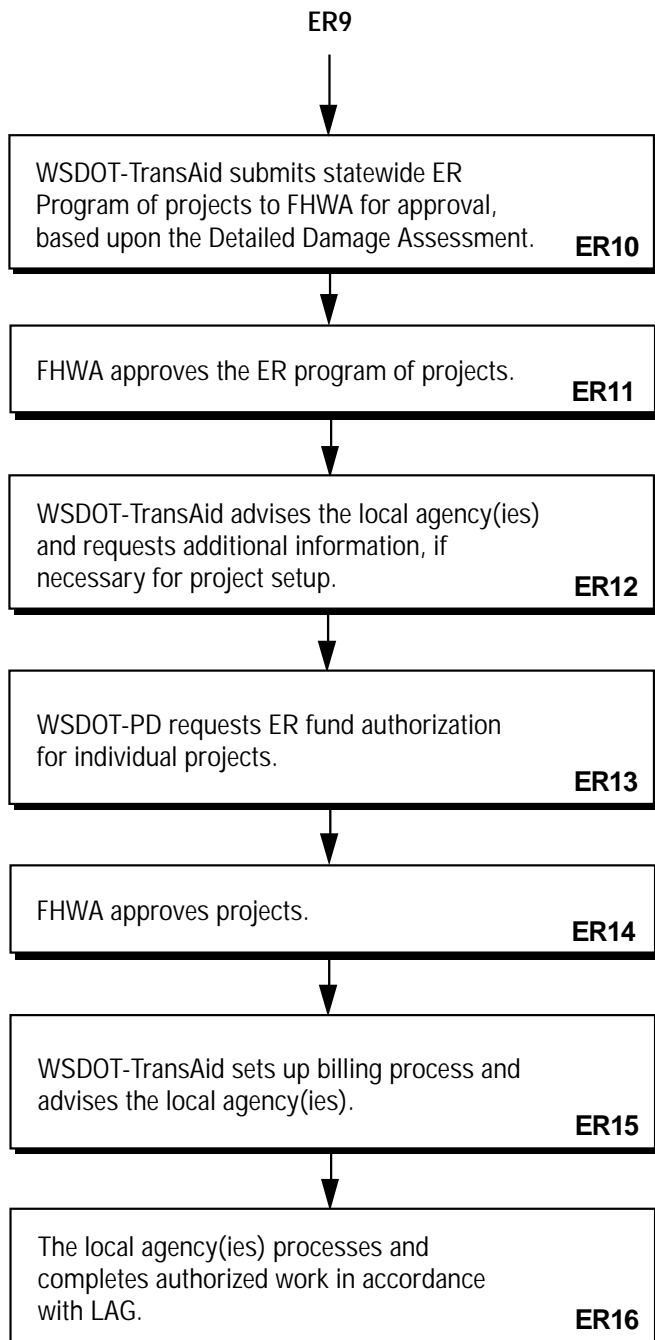 ER9
WSDOT-TransAid submits statewide ER
Program of projects to FHWA for approval,
based upon the Detailed Damage Assessment.
ER10
FHWA approves the ER program of projects.
ER11
WSDOT-TransAid advises the local agency(ies)
and requests additional information, if
necessary for project setup.
ER12
WSDOT-PD requests ER fund authorization
for individual projects.
ER13
FHWA approves projects.
ER14
WSDOT-TransAid sets up billing process and
advises the local agency(ies).
ER15
The local agency(ies) processes and
completes authorized work in accordance
with LAG.
ER16